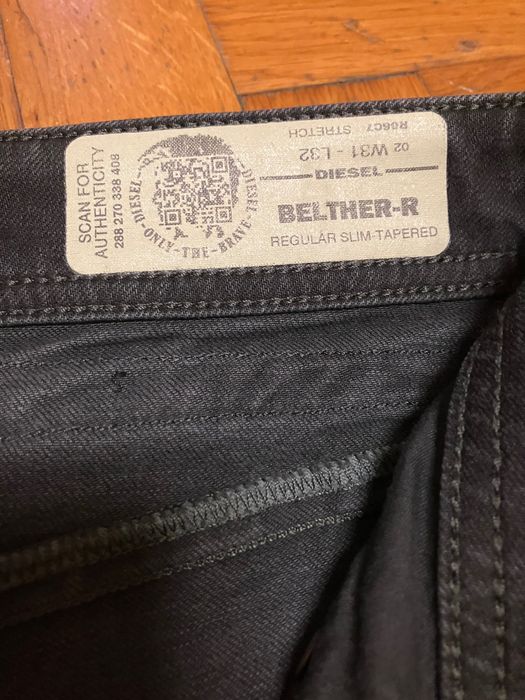 SCAN FOR
AUTHENTICITY
288 270 338 408
DIESEL
ONLY-THE-BRAVE
DIESEL
R06C7 STRETCH
02 W31 - L32
DIESEL
BELTHER-R
REGULAR SLIM-TAPERED